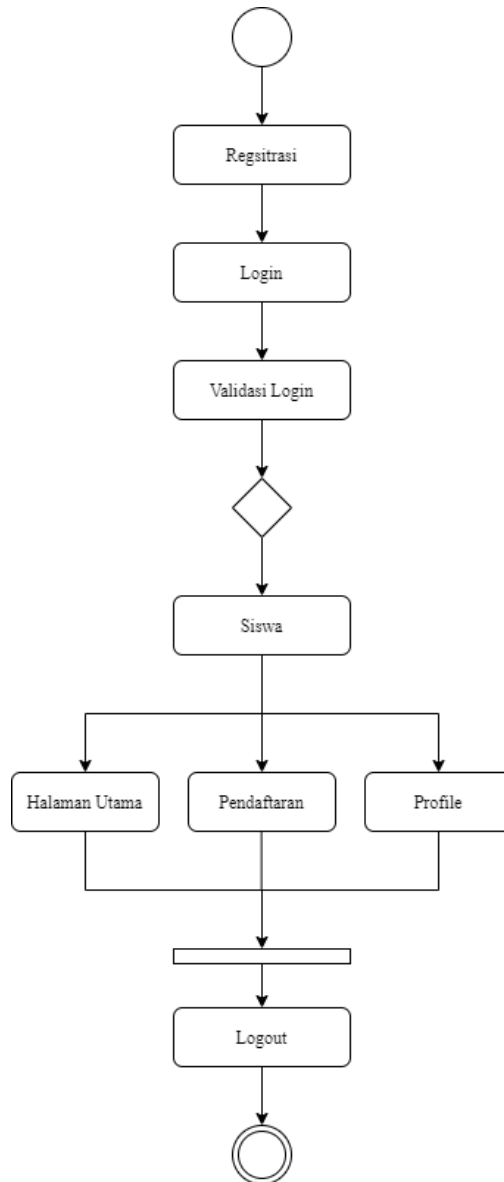 Regsitrasi
Login
Validasi Login
Siswa
Halaman Utama
Pendaftaran
Profile
Logout